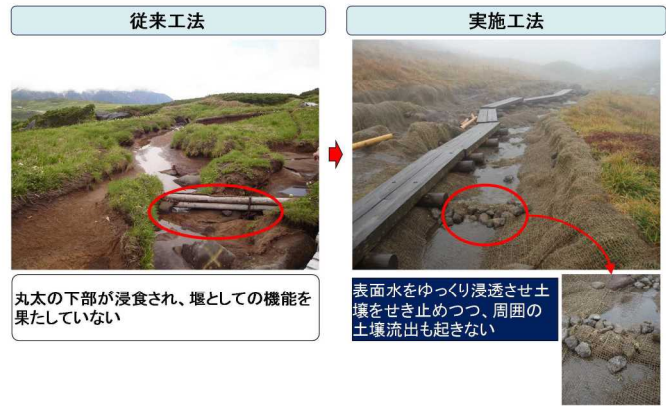 従来工法
実施工法
丸太の下部が浸食され、堰としての機能を
果たしていない
表面水をゆっくり浸透させ土
壌をせき止めつつ、周囲の
土壌流出も起きない